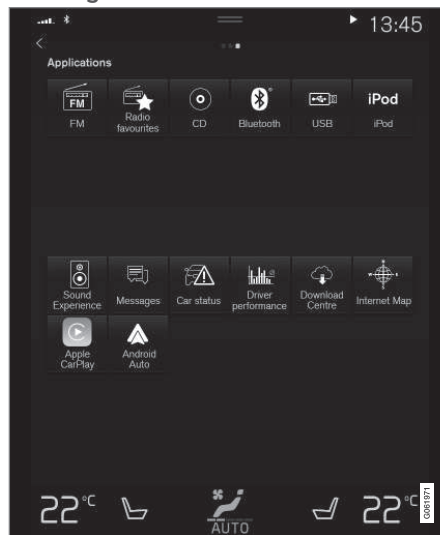 13:45
Applications
FM
FM
Radio
favourites
CD
Bluetooth
USB
iPod
iPod
Sound
Experience
Messages
Car status
Driver
performance
Download
Centre
Internet Map
Apple
CarPlay
Android
Auto
22°C
AUTO
22°C
G061971